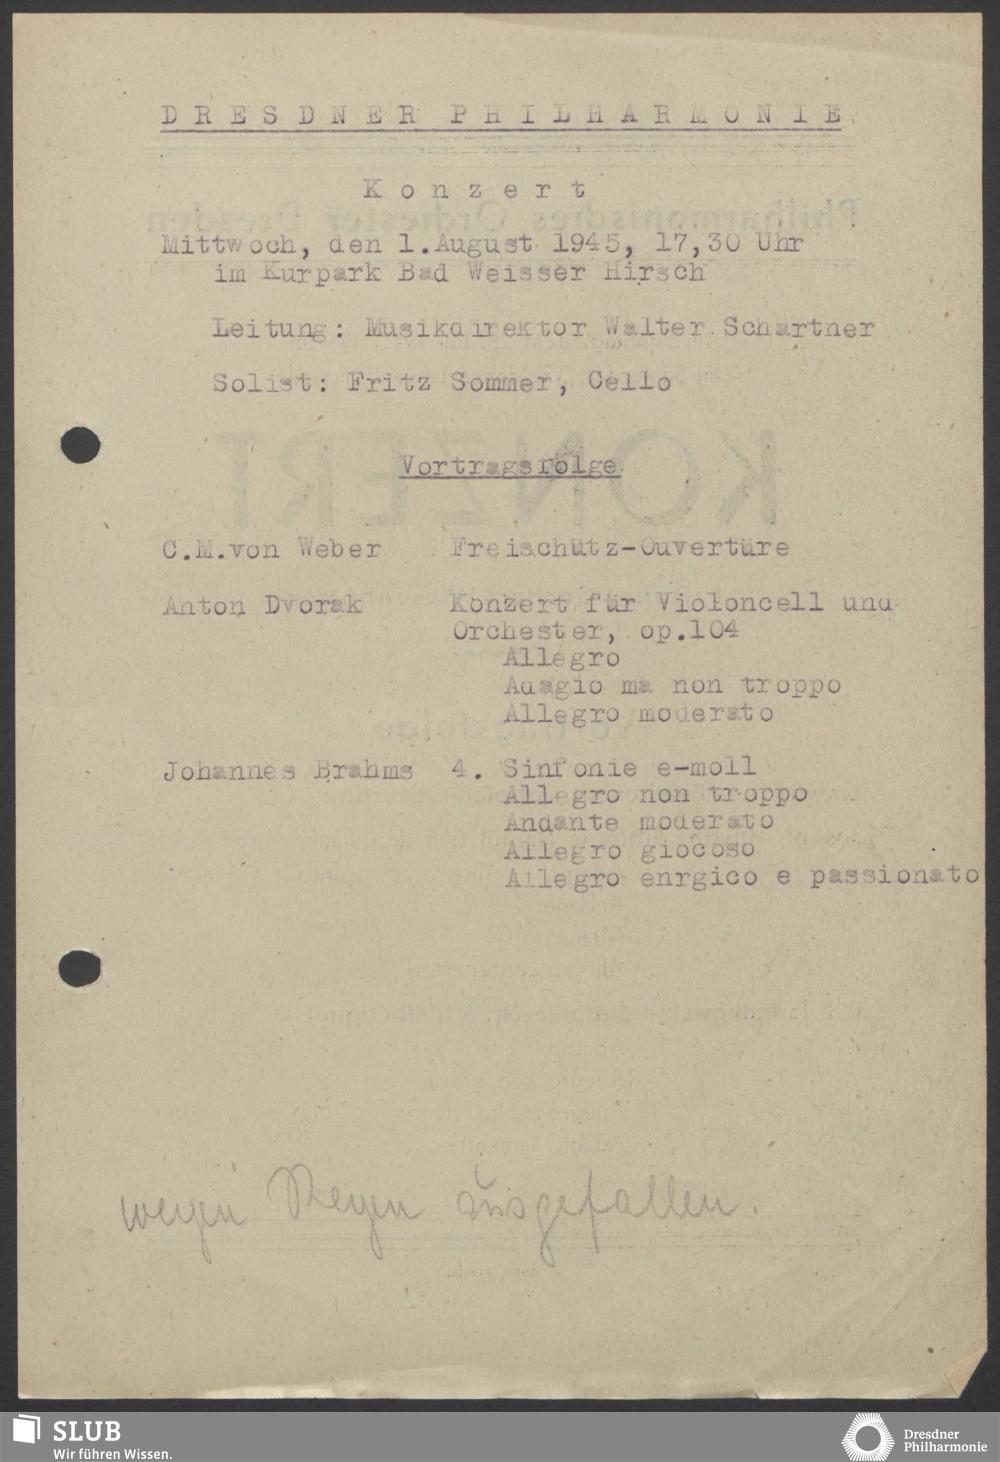 DRESDNER PHILHARMONIE
Konzert
Mittwoch, den 1.August 1945, 17,30 Uhr
im Kurpark Bad Weisser Hirsch
Leitung: Musikdirektor Walter Schartner
Solist: Fritz Sommer, Cello
Vortragsfolge
C.M.von Weber Freischütz-Ouvertüre
Anton Dvorak Konzert für Violoncell und
Orchester, op.104
Allegro
Adagio ma non troppo
Allegro moderato
Johannes Brahms 4. Sinfonie e-moll
Allegro non troppo
Andante moderato
Allegro giocoso
Allegro enrgico e passionato
wegen Regen ausgefallen.
SLUB
Wir führen Wissen.
Dresdner
Philharmonie